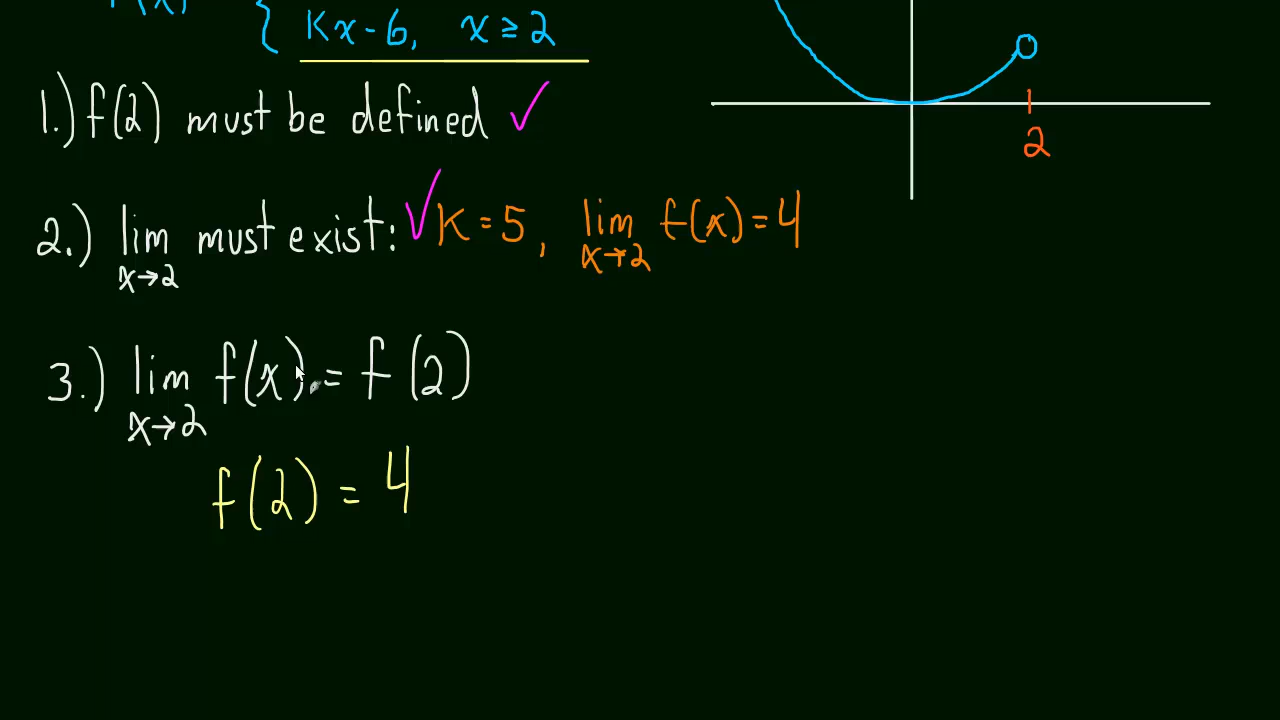 f(x)
{ Kx-6, x ≥ 2
1.) f(2) must be defined ✓
2
2.) lim must exist: ✓ K = 5, lim f(x) = 4
x→2 x→2
3.) lim f(x) = f(2)
x→2
f(2) = 4